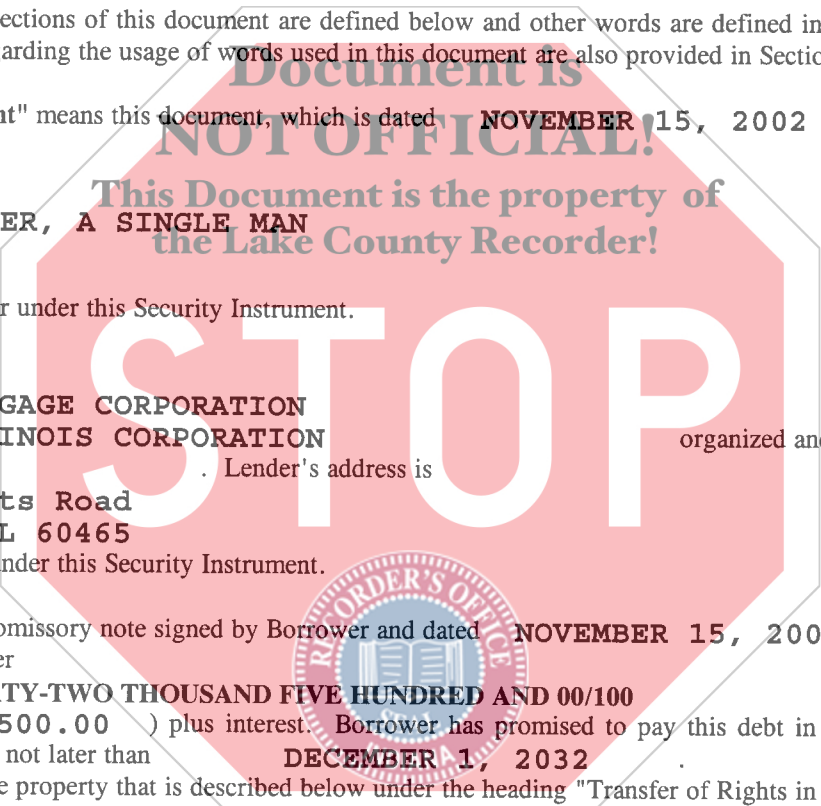 ections of this document are defined below and other words are defined in
arding the usage of words used in this document are also provided in Sectio
Document is
nt" means this document, which is dated NOVEMBER 15, 2002
NOT OFFICIAL!
This Document is the property of
ER, A SINGLE MAN
the Lake County Recorder!
r under this Security Instrument.
STOP
GAGE CORPORATION
INOIS CORPORATION organized and
. Lender's address is
ts Road
L 60465
nder this Security Instrument.
RECORDER'S OFFICE
omissory note signed by Borrower and dated NOVEMBER 15, 200
er
TY-TWO THOUSAND FIVE HUNDRED AND 00/100
500.00 ) plus interest. Borrower has promised to pay this debt in
not later than DECEMBER 1, 2032 .
e property that is described below under the heading "Transfer of Rights in